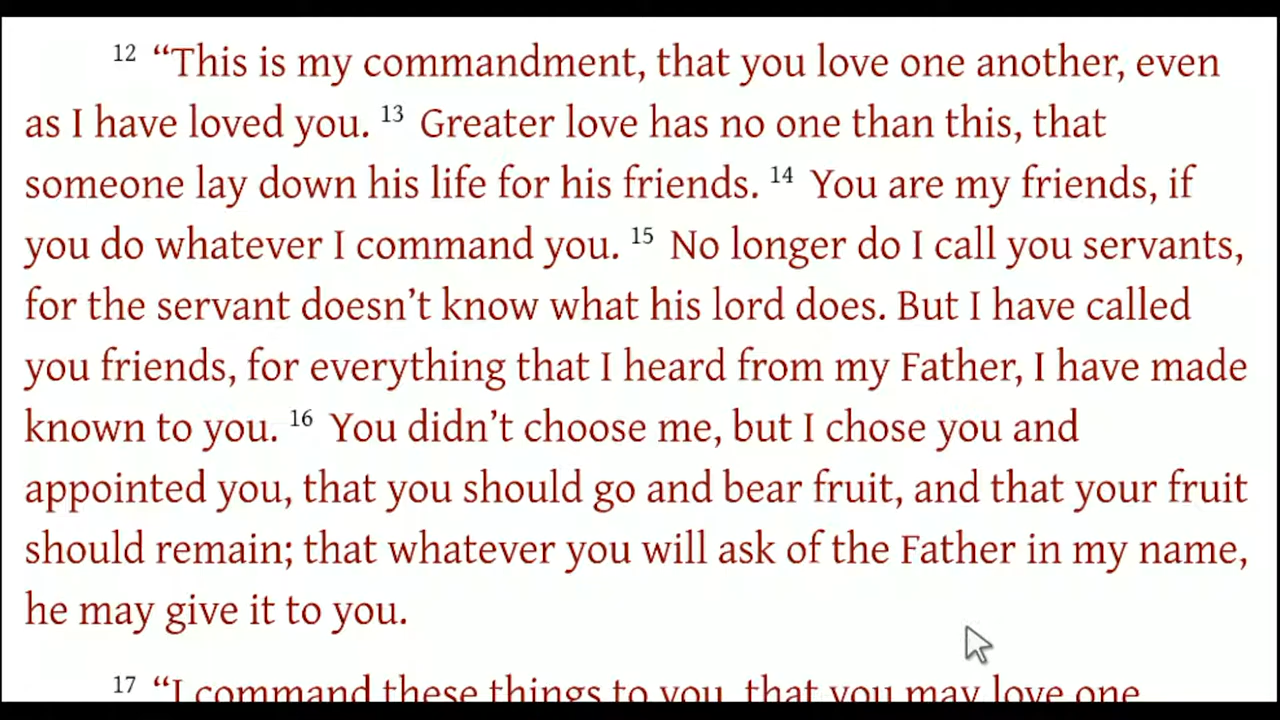 12 “This is my commandment, that you love one another, even
as I have loved you. 13 Greater love has no one than this, that
someone lay down his life for his friends. 14 You are my friends, if
you do whatever I command you. 15 No longer do I call you servants,
for the servant doesn’t know what his lord does. But I have called
you friends, for everything that I heard from my Father, I have made
known to you. 16 You didn’t choose me, but I chose you and
appointed you, that you should go and bear fruit, and that your fruit
should remain; that whatever you will ask of the Father in my name,
he may give it to you.
17 “I command these things to you, that you may love one